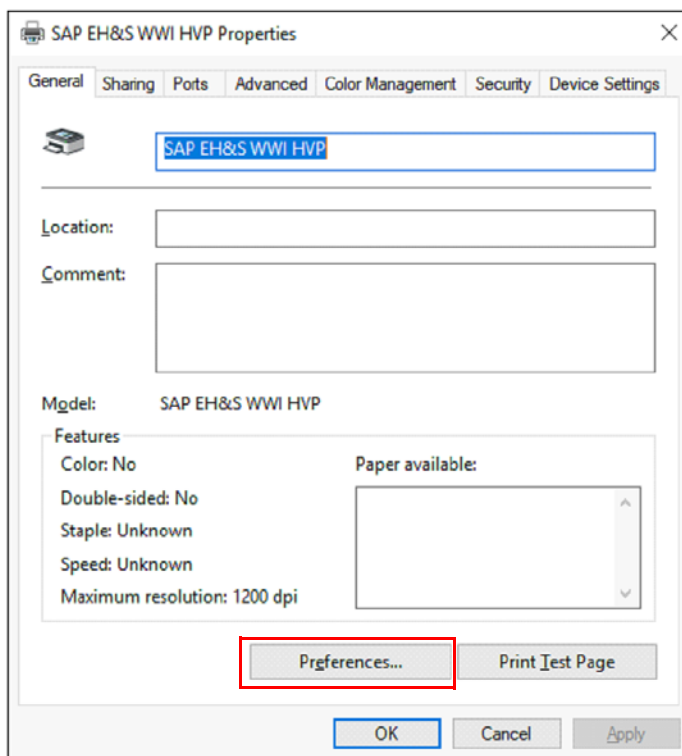 SAP EH&S WWI HVP Properties
General Sharing Ports Advanced Color Management Security Device Settings
SAP EH&S WWI HVP
Location:
Comment:
Model: SAP EH&S WWI HVP
Features
Color: No Paper available:
Double-sided: No
Staple: Unknown
Speed: Unknown
Maximum resolution: 1200 dpi
Preferences... Print Test Page
OK Cancel Apply